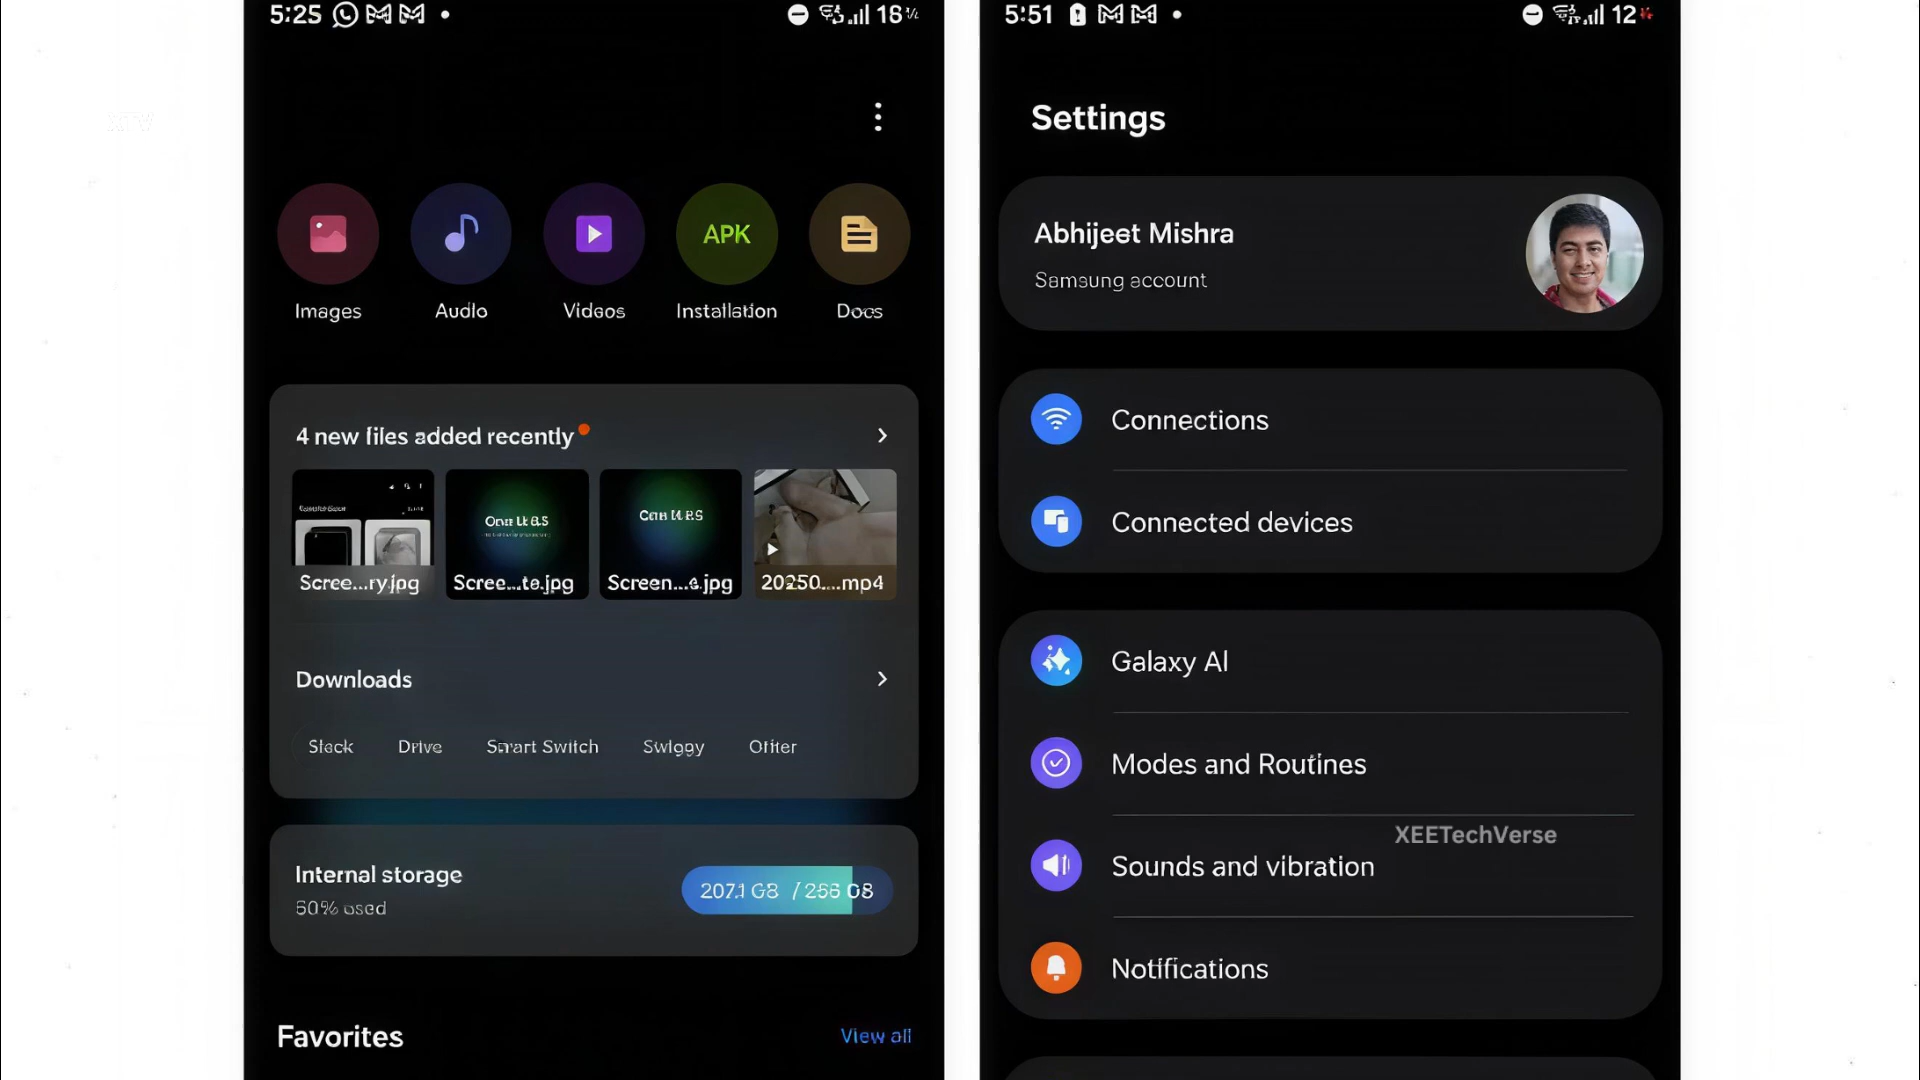 5:25
16%
4 new files added recently
Images
Audio
Videos
APK
Installation
Docs
Scree...ry.jpg
Scree...te.jpg
Screen...e.jpg
20250....mp4
Downloads
Slack
Drive
Smart Switch
Swiggy
Other
Internal storage
207.1 GB / 256 GB
60% used
Favorites
View all
5:51
12
Settings
Abhijeet Mishra
Samsung account
Connections
Connected devices
Galaxy AI
Modes and Routines
XEETechVerse
Sounds and vibration
Notifications